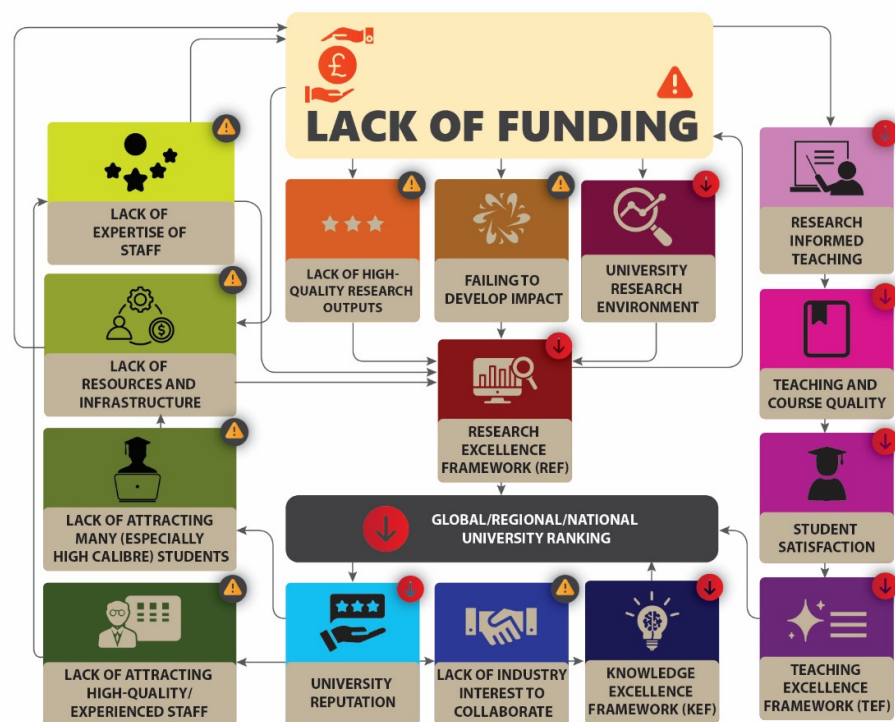 £
LACK OF FUNDING
LACK OF
EXPERTISE OF
STAFF
LACK OF HIGH-
QUALITY RESEARCH
OUTPUTS
FAILING TO
DEVELOP IMPACT
UNIVERSITY
RESEARCH
ENVIRONMENT
RESEARCH
INFORMED
TEACHING
$
LACK OF
RESOURCES AND
INFRASTRUCTURE
RESEARCH
EXCELLENCE
FRAMEWORK (REF)
TEACHING AND
COURSE QUALITY
LACK OF ATTRACTING
MANY (ESPECIALLY
HIGH CALIBRE) STUDENTS
GLOBAL/REGIONAL/NATIONAL
UNIVERSITY RANKING
STUDENT
SATISFACTION
LACK OF ATTRACTING
HIGH-QUALITY/
EXPERIENCED STAFF
UNIVERSITY
REPUTATION
LACK OF INDUSTRY
INTEREST TO
COLLABORATE
KNOWLEDGE
EXCELLENCE
FRAMEWORK (KEF)
TEACHING
EXCELLENCE
FRAMEWORK (TEF)